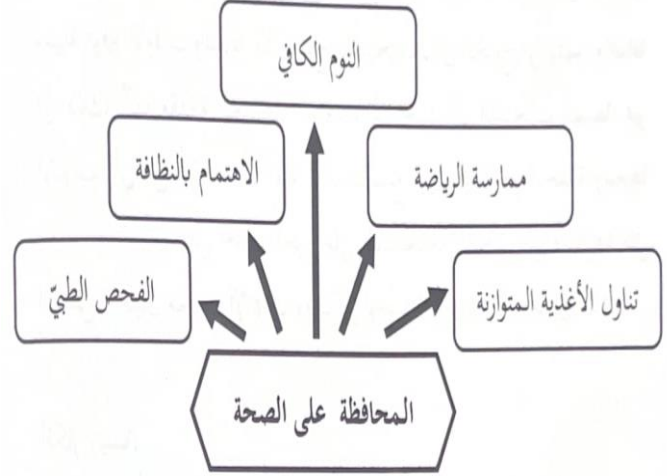 النوم الكافي
ممارسة الرياضة
الاهتمام بالنظافة
تناول الأغذية المتوازنة
الفحص الطبيّ
المحافظة على الصحة